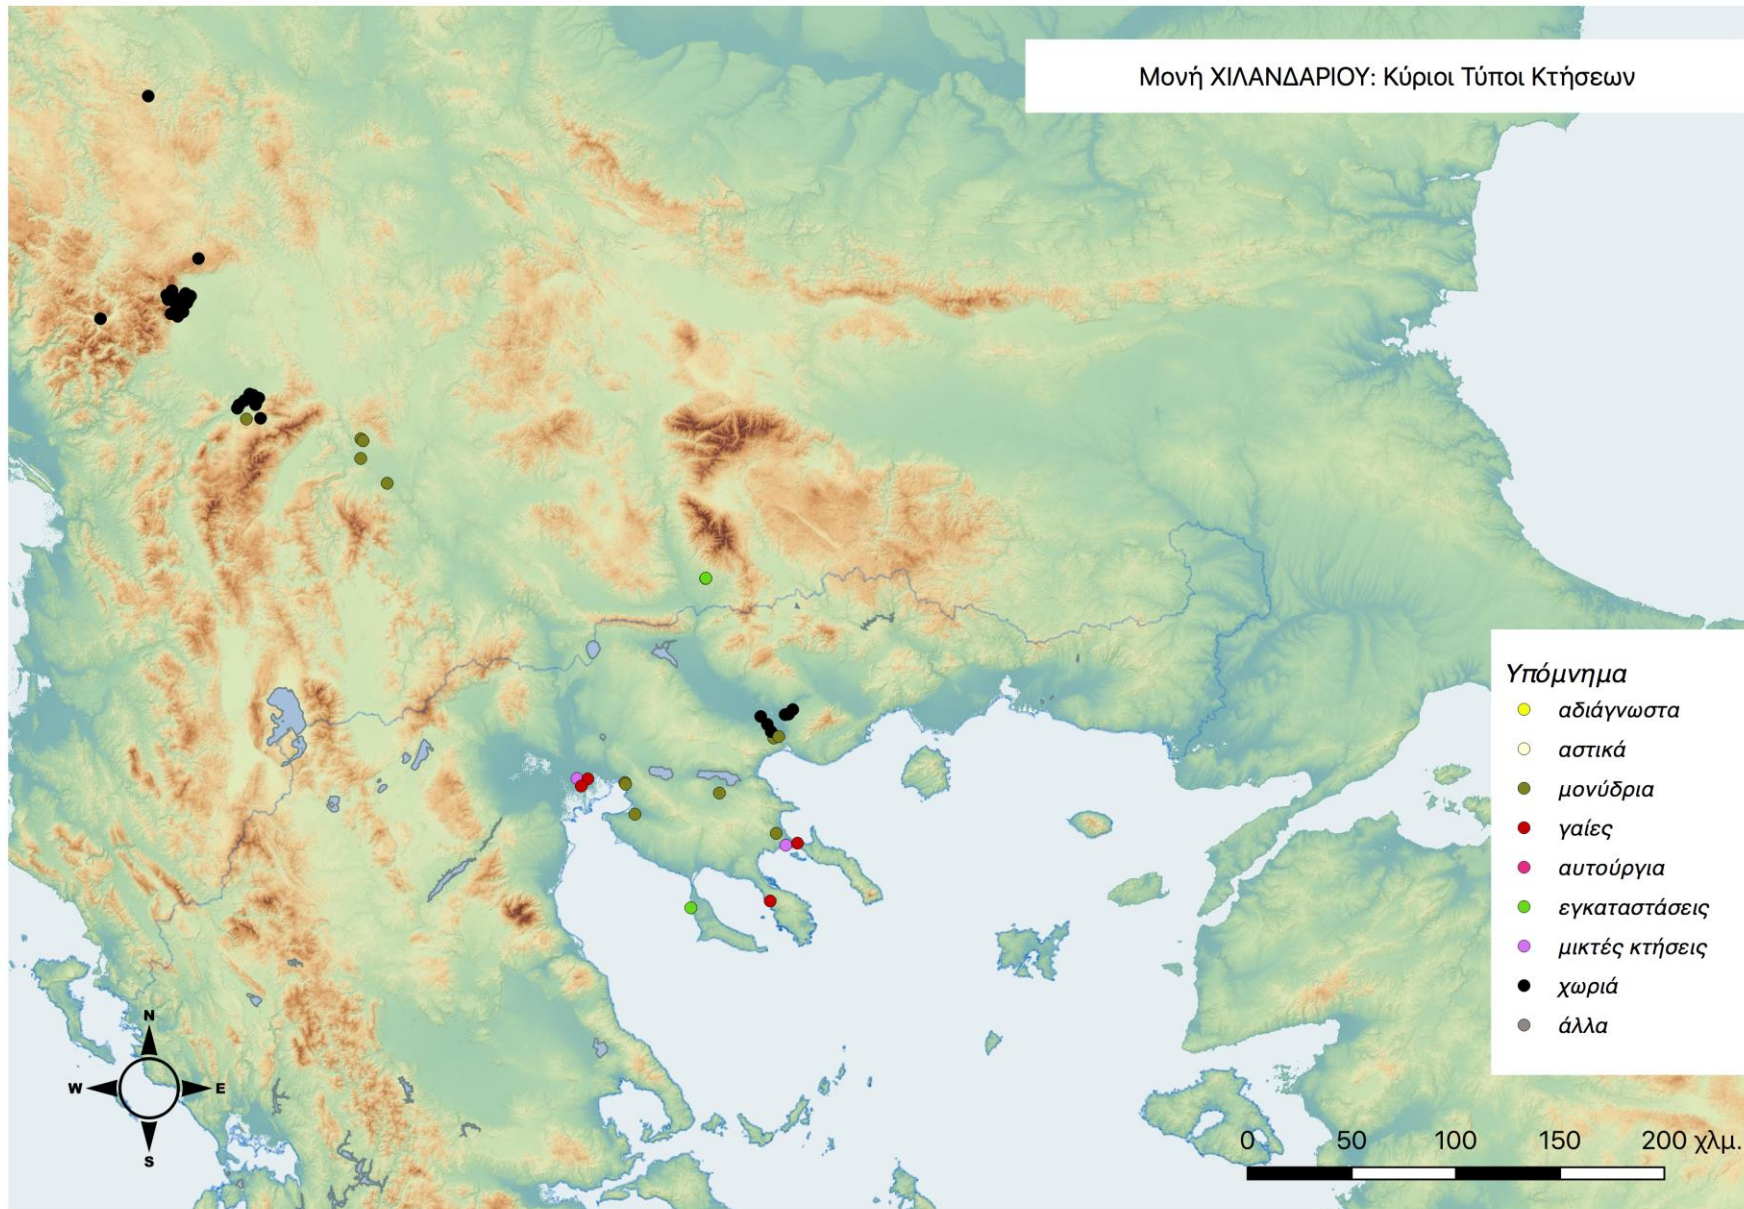 Μονή ΧΙΛΑΝΔΑΡΙΟΥ: Κύριοι Τύποι Κτήσεων
Υπόμνημα
αδιάγνωστα
αστικά
μονύδρια
γαίες
αυτούργια
εγκαταστάσεις
μικτές κτήσεις
χωριά
άλλα
N
W E
S
0 50 100 150 200 χλμ.